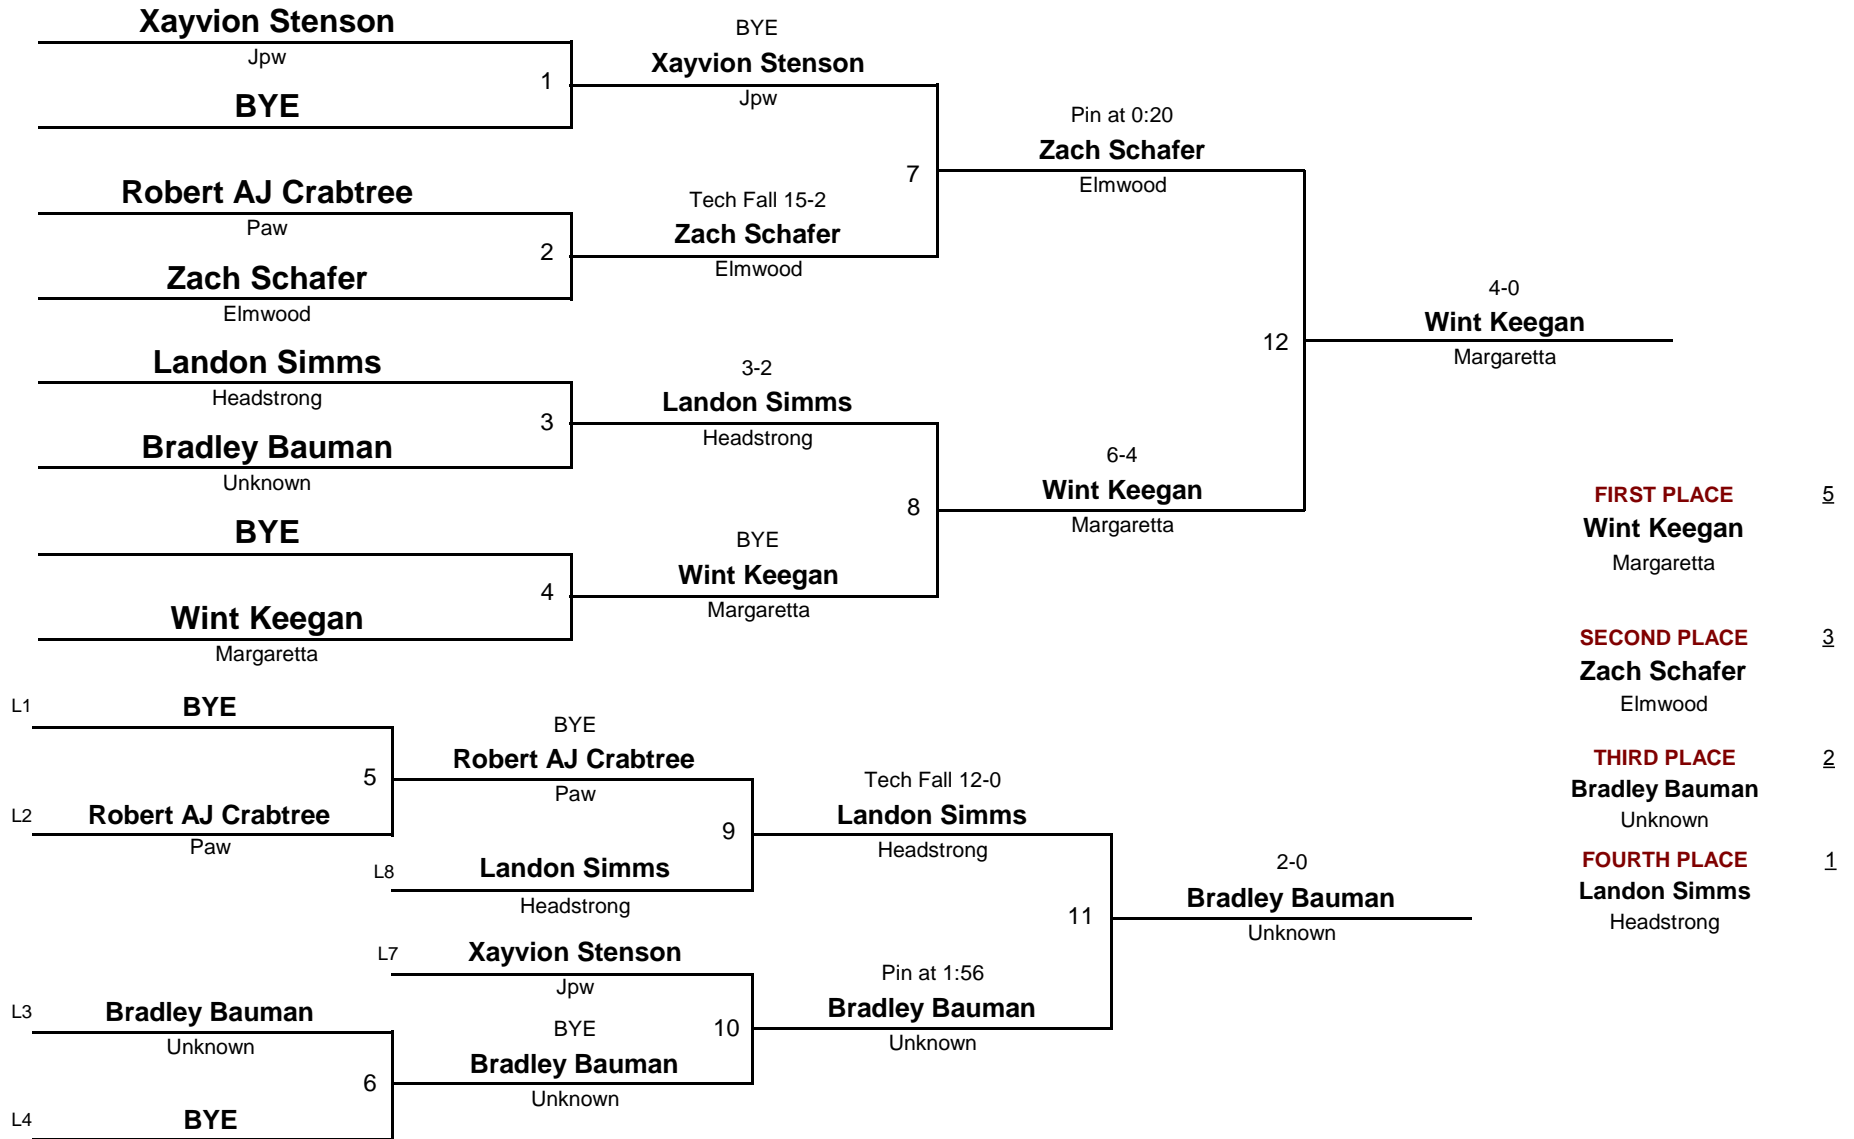 Xayvion Stenson
Jpw
1
BYE
Robert AJ Crabtree
Paw
2
Zach Schafer
Elmwood
Landon Simms
Headstrong
3
Bradley Bauman
Unknown
BYE
4
Wint Keegan
Margaretta
BYE
Xayvion Stenson
Jpw
7
Tech Fall 15-2
Zach Schafer
Elmwood
3-2
Landon Simms
Headstrong
8
BYE
Wint Keegan
Margaretta
Pin at 0:20
Zach Schafer
Elmwood
12
6-4
Wint Keegan
Margaretta
4-0
Wint Keegan
Margaretta
FIRST PLACE 5
Wint Keegan
Margaretta
SECOND PLACE 3
Zach Schafer
Elmwood
THIRD PLACE 2
Bradley Bauman
Unknown
FOURTH PLACE 1
Landon Simms
Headstrong
L1 BYE
5
L2 Robert AJ Crabtree
Paw
BYE
Robert AJ Crabtree
Paw
9
L8 Landon Simms
Headstrong
L7 Xayvion Stenson
Jpw
10
BYE
Bradley Bauman
Unknown
L3 Bradley Bauman
Unknown
6
L4 BYE
Tech Fall 12-0
Landon Simms
Headstrong
11
Pin at 1:56
Bradley Bauman
Unknown
2-0
Bradley Bauman
Unknown